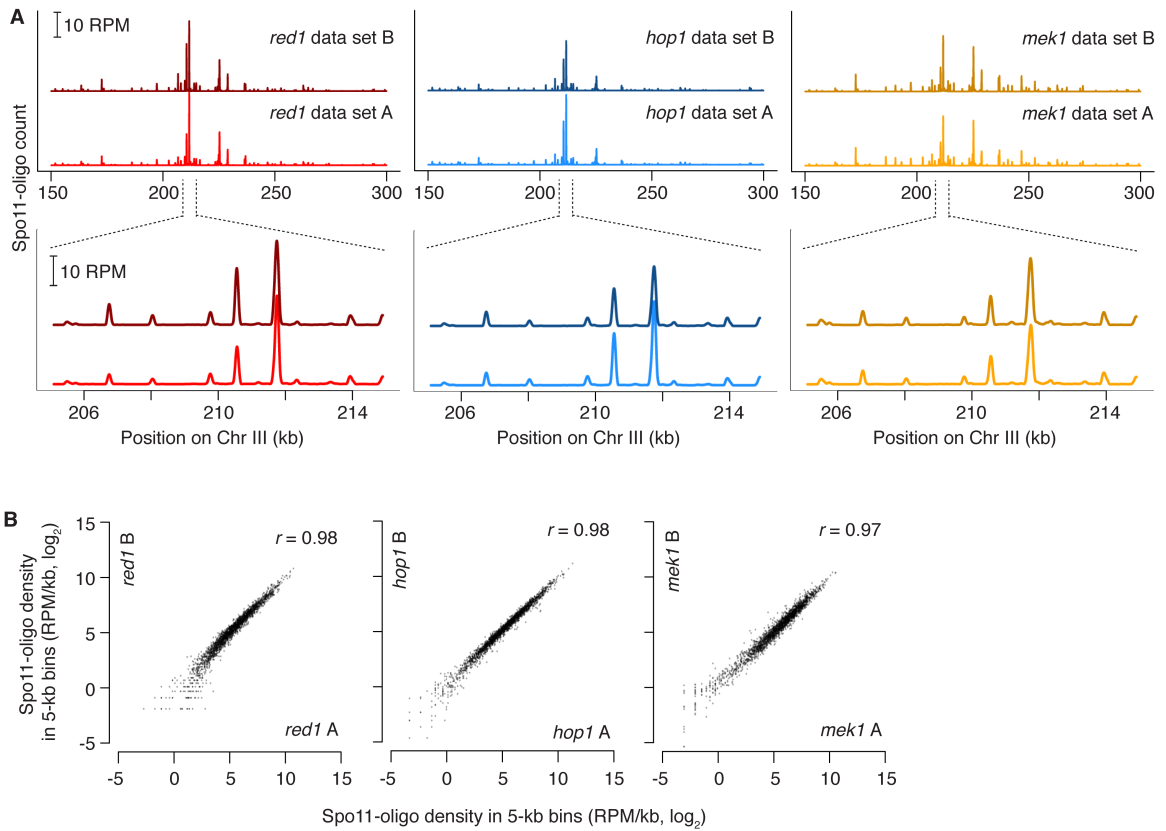 A
10 RPM
red1 data set B
red1 data set A
hop1 data set B
hop1 data set A
mek1 data set B
mek1 data set A
Spo11-oligo count
150 200 250 300
150 200 250 300
150 200 250 300
10 RPM
206 210 214
206 210 214
206 210 214
Position on Chr III (kb)
Position on Chr III (kb)
Position on Chr III (kb)
B
Spo11-oligo density
in 5-kb bins (RPM/kb, log2)
15
10
5
0
-5
red1 B
r = 0.98
red1 A
hop1 B
r = 0.98
hop1 A
mek1 B
r = 0.97
mek1 A
-5 0 5 10 15
-5 0 5 10 15
-5 0 5 10 15
Spo11-oligo density in 5-kb bins (RPM/kb, log2)